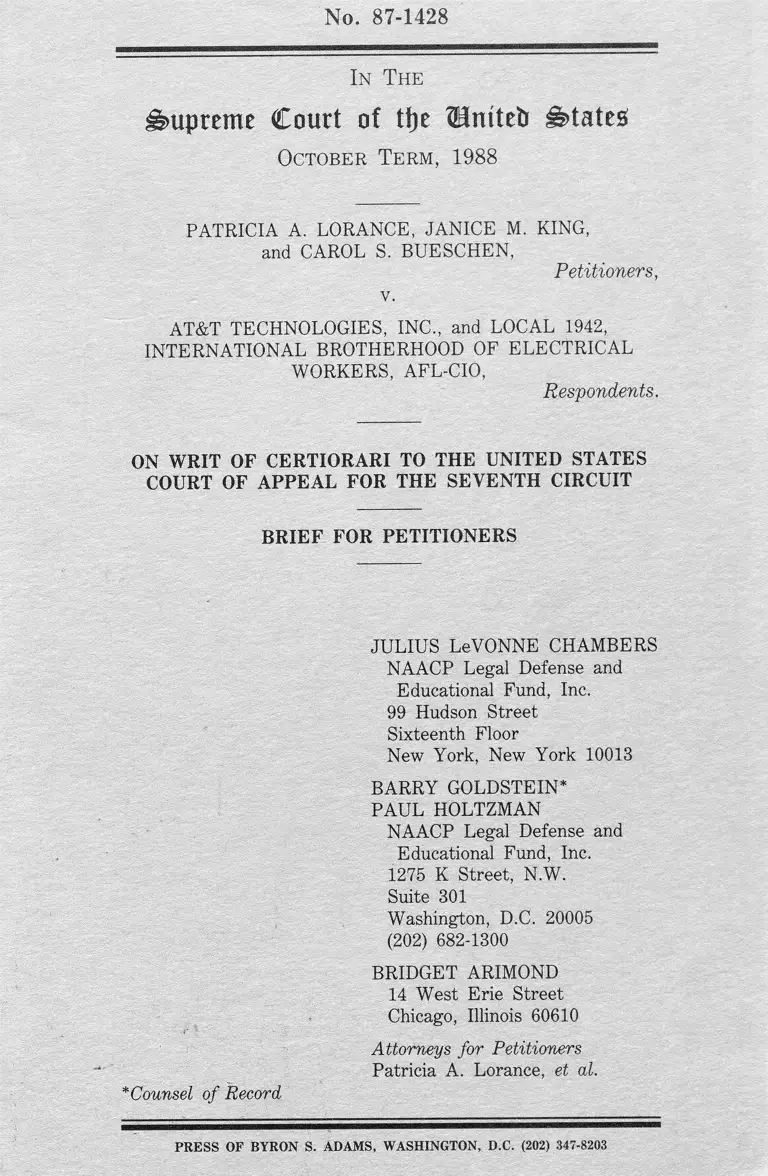 No. 87-1428
IN THE
Supreme Court of the United States
OCTOBER TERM, 1988
PATRICIA A. LORANCE, JANICE M. KING,
and CAROL S. BUESCHEN,
Petitioners,
v.
AT&T TECHNOLOGIES, INC., and LOCAL 1942,
INTERNATIONAL BROTHERHOOD OF ELECTRICAL
WORKERS, AFL-CIO,
Respondents.
ON WRIT OF CERTIORARI TO THE UNITED STATES
COURT OF APPEAL FOR THE SEVENTH CIRCUIT
BRIEF FOR PETITIONERS
JULIUS LeVONNE CHAMBERS
NAACP Legal Defense and
Educational Fund, Inc.
99 Hudson Street
Sixteenth Floor
New York, New York 10013
BARRY GOLDSTEIN*
PAUL HOLTZMAN
NAACP Legal Defense and
Educational Fund, Inc.
1275 K Street, N.W.
Suite 301
Washington, D.C. 20005
(202) 682-1300
BRIDGET ARIMOND
14 West Erie Street
Chicago, Illinois 60610
Attorneys for Petitioners
Patricia A. Lorance, et al.
*Counsel of Record
PRESS OF BYRON S. ADAMS, WASHINGTON, D.C. (202) 347-8203